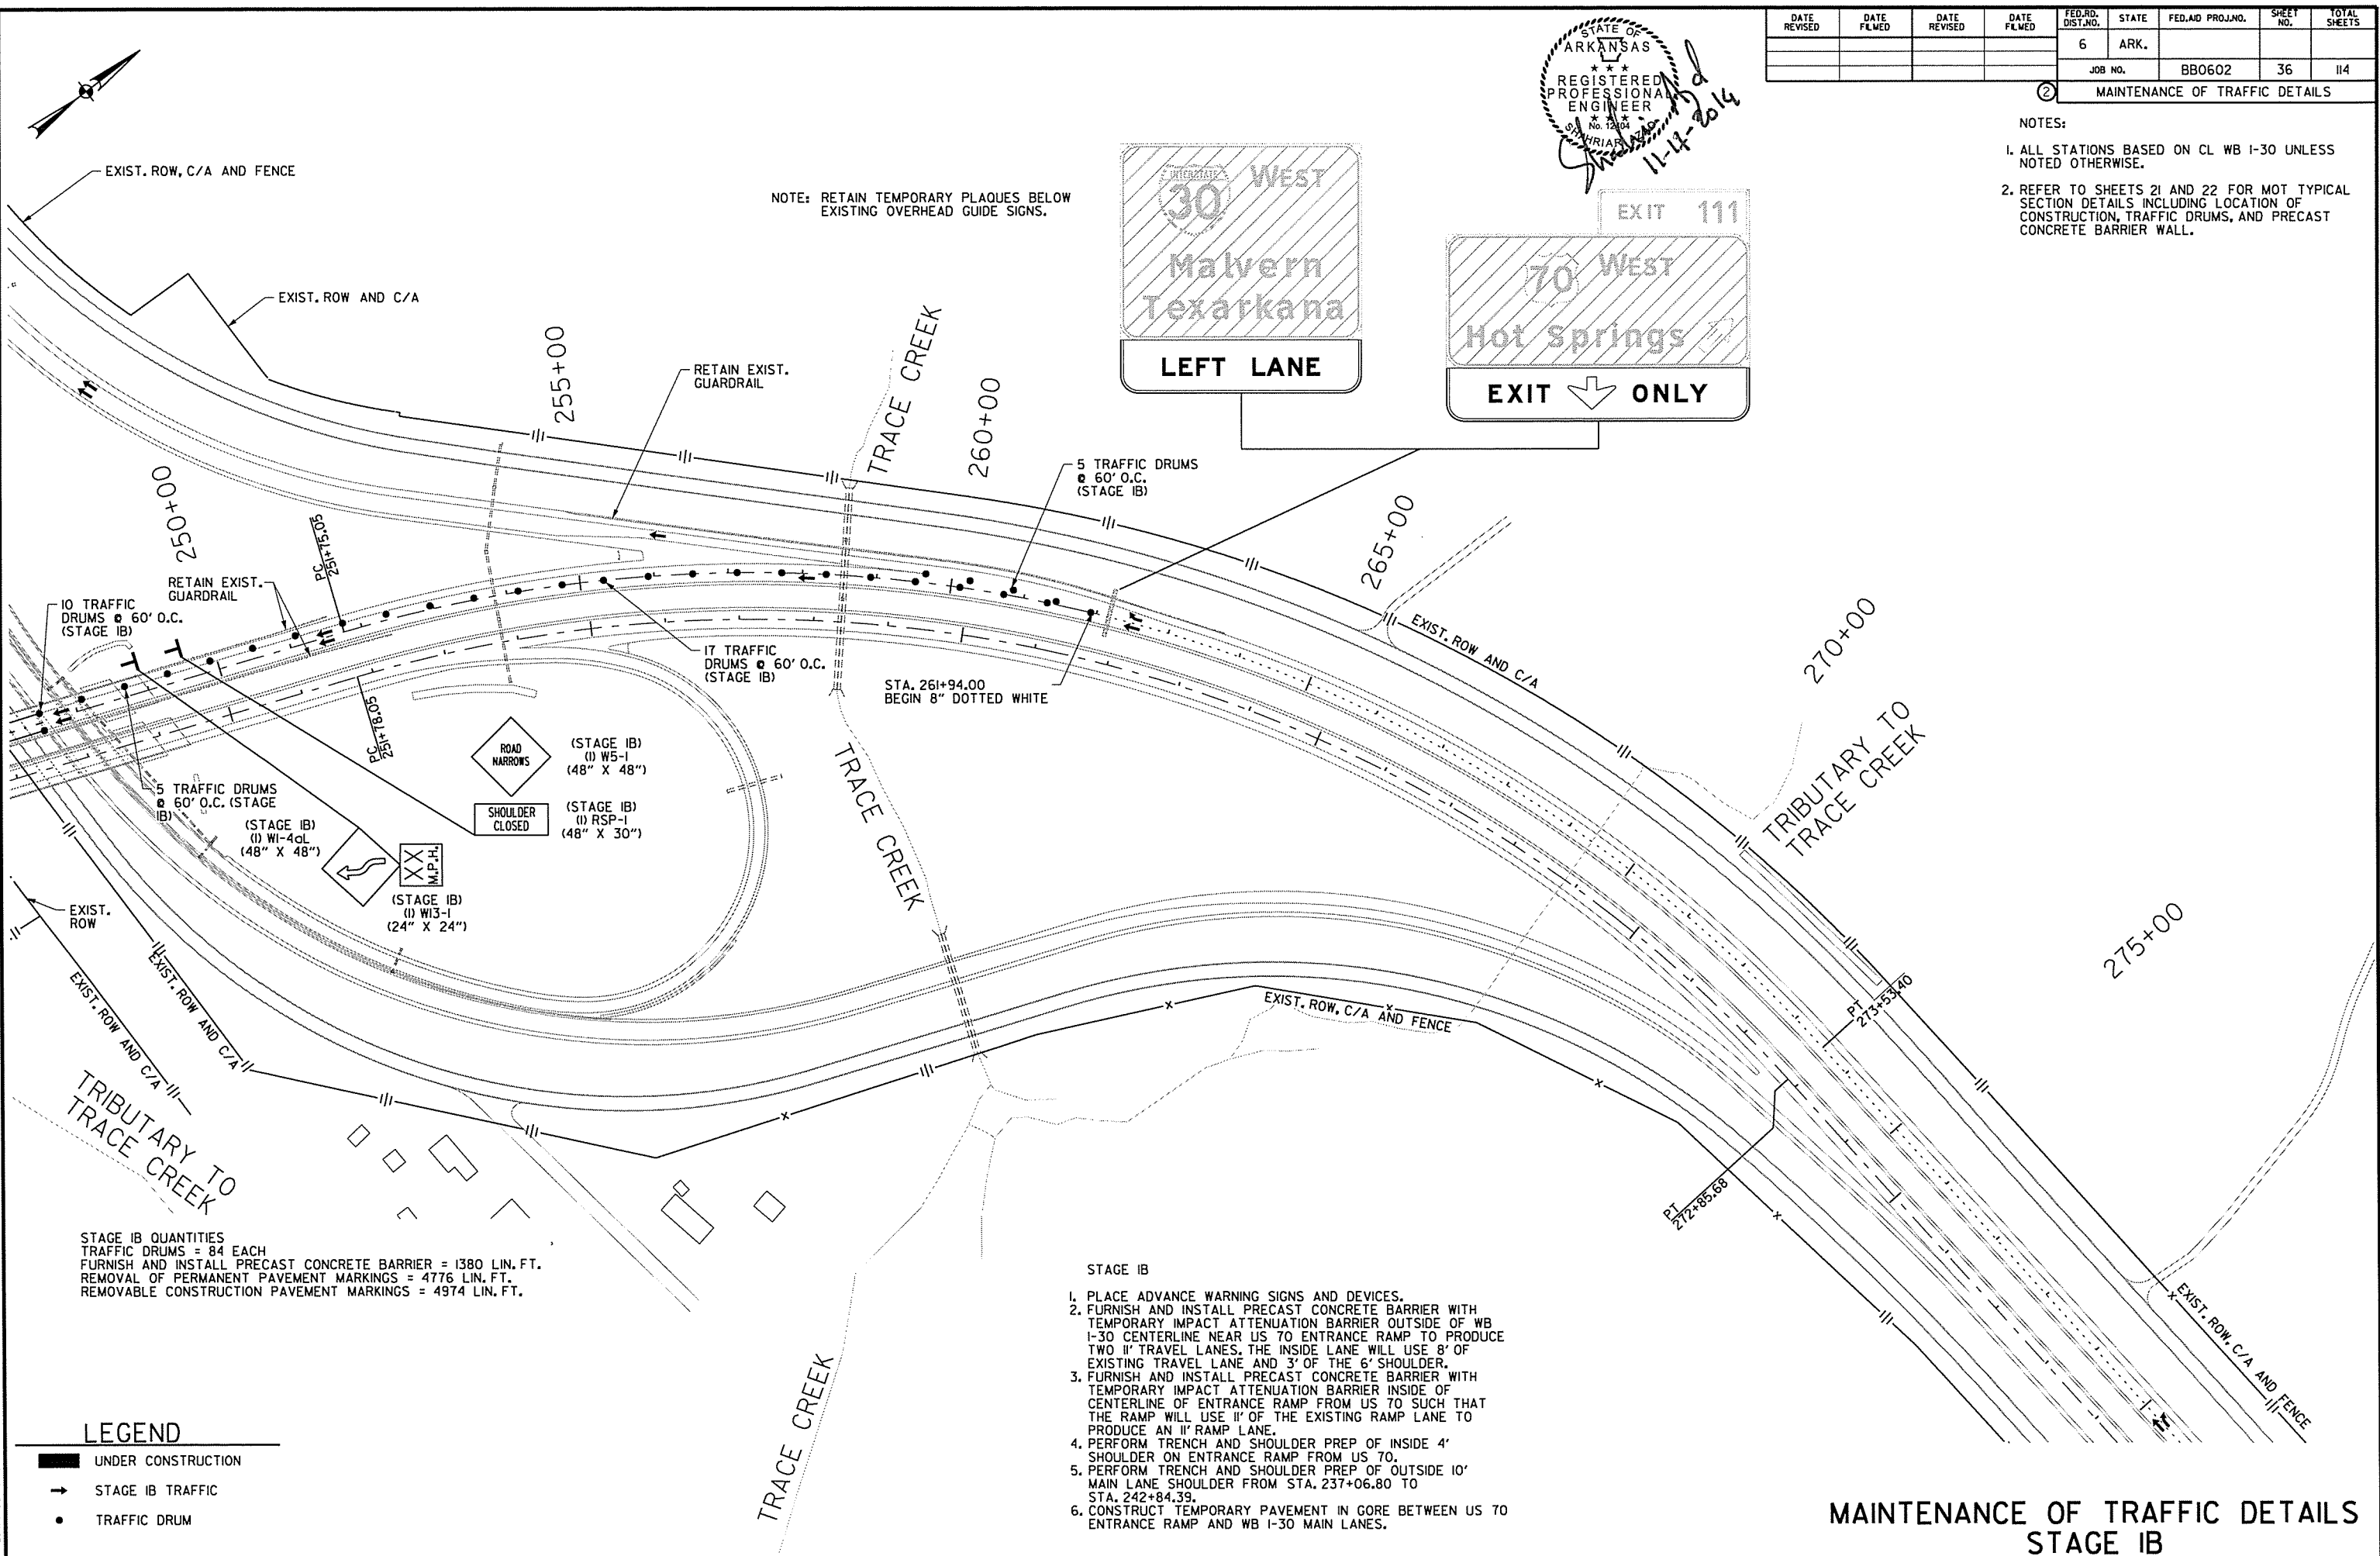 DATE REVISED
DATE FILMED
DATE REVISED
DATE FILMED
FED.RD. DIST.NO.
STATE
FED.AID PROJ.NO.
SHEET NO.
TOTAL SHEETS
6
ARK.
JOB NO.
BB0602
36
114
2
MAINTENANCE OF TRAFFIC DETAILS
STATE OF
ARKANSAS
REGISTERED
PROFESSIONAL
ENGINEER
No. 12404
11-17-2014
NOTES:
1. ALL STATIONS BASED ON CL WB I-30 UNLESS
NOTED OTHERWISE.
2. REFER TO SHEETS 21 AND 22 FOR MOT TYPICAL
SECTION DETAILS INCLUDING LOCATION OF
CONSTRUCTION, TRAFFIC DRUMS, AND PRECAST
CONCRETE BARRIER WALL.
EXIST. ROW, C/A AND FENCE
NOTE: RETAIN TEMPORARY PLAQUES BELOW
EXISTING OVERHEAD GUIDE SIGNS.
INTERSTATE
30
WEST
Malvern
Texarkana
LEFT LANE
EXIT 111
70
WEST
Hot Springs
EXIT ONLY
EXIST. ROW AND C/A
255+00
RETAIN EXIST.
GUARDRAIL
TRACE CREEK
260+00
5 TRAFFIC DRUMS
@ 60' O.C.
(STAGE 1B)
265+00
250+00
PC
251+75.05
RETAIN EXIST.
GUARDRAIL
10 TRAFFIC
DRUMS @ 60' O.C.
(STAGE 1B)
EXIST. ROW AND C/A
270+00
17 TRAFFIC
DRUMS @ 60' O.C.
(STAGE 1B)
STA. 261+94.00
BEGIN 8" DOTTED WHITE
PC
251+78.05
ROAD
NARROWS
(STAGE 1B)
(1) W5-1
(48" X 48")
SHOULDER
CLOSED
(STAGE 1B)
(1) RSP-1
(48" X 30")
5 TRAFFIC DRUMS
@ 60' O.C. (STAGE
1B)
(STAGE 1B)
(1) W1-4aL
(48" X 48")
XX
M.P.H.
(STAGE 1B)
(1) W13-1
(24" X 24")
TRACE CREEK
TRIBUTARY TO
TRACE CREEK
275+00
EXIST.
ROW
EXIST. ROW AND C/A
EXIST. ROW AND C/A
EXIST. ROW, C/A AND FENCE
PT
273+53.40
PT
272+85.68
TRIBUTARY TO
TRACE CREEK
EXIST. ROW, C/A AND FENCE
STAGE 1B QUANTITIES
TRAFFIC DRUMS = 84 EACH
FURNISH AND INSTALL PRECAST CONCRETE BARRIER = 1380 LIN. FT.
REMOVAL OF PERMANENT PAVEMENT MARKINGS = 4776 LIN. FT.
REMOVABLE CONSTRUCTION PAVEMENT MARKINGS = 4974 LIN. FT.
STAGE 1B
1. PLACE ADVANCE WARNING SIGNS AND DEVICES.
2. FURNISH AND INSTALL PRECAST CONCRETE BARRIER WITH
TEMPORARY IMPACT ATTENUATION BARRIER OUTSIDE OF WB
I-30 CENTERLINE NEAR US 70 ENTRANCE RAMP TO PRODUCE
TWO 11' TRAVEL LANES. THE INSIDE LANE WILL USE 8' OF
EXISTING TRAVEL LANE AND 3' OF THE 6' SHOULDER.
3. FURNISH AND INSTALL PRECAST CONCRETE BARRIER WITH
TEMPORARY IMPACT ATTENUATION BARRIER INSIDE OF
CENTERLINE OF ENTRANCE RAMP FROM US 70 SUCH THAT
THE RAMP WILL USE 11' OF THE EXISTING RAMP LANE TO
PRODUCE AN 11' RAMP LANE.
4. PERFORM TRENCH AND SHOULDER PREP OF INSIDE 4'
SHOULDER ON ENTRANCE RAMP FROM US 70.
5. PERFORM TRENCH AND SHOULDER PREP OF OUTSIDE 10'
MAIN LANE SHOULDER FROM STA. 237+06.80 TO
STA. 242+84.39.
6. CONSTRUCT TEMPORARY PAVEMENT IN GORE BETWEEN US 70
ENTRANCE RAMP AND WB I-30 MAIN LANES.
TRACE CREEK
LEGEND
UNDER CONSTRUCTION
STAGE 1B TRAFFIC
TRAFFIC DRUM
MAINTENANCE OF TRAFFIC DETAILS
STAGE 1B